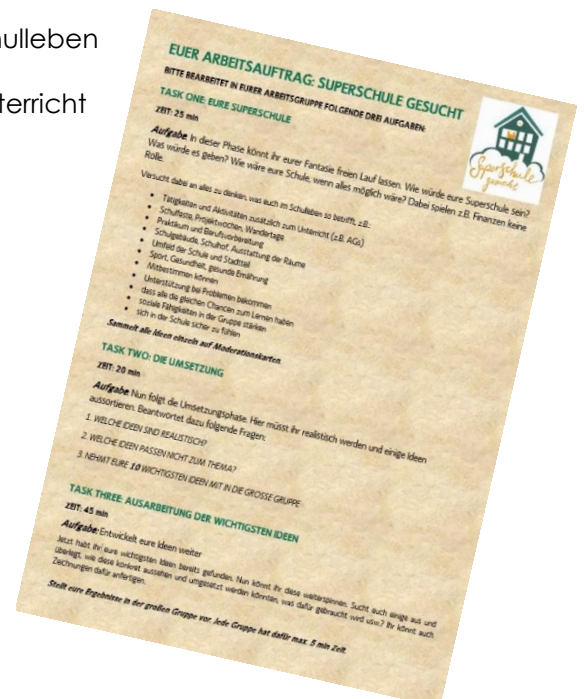 ulleben
terricht
EUER ARBEITSAUFTRAG: SUPERSCHULE GESUCHT
BITTE BEARBEITET IN EURER ARBEITSGRUPPE FOLGENDE DREI AUFGABEN:
TASK ONE: EURE SUPERSCHULE
ZEIT: 25 min
Aufgabe: In dieser Phase könnt ihr eurer Fantasie freien Lauf lassen. Wie würde eure Superschule sein?
Was würde es geben? Wie wäre eure Schule, wenn alles möglich wäre? Dabei spielen z.B. Finanzen keine
Rolle.
Versucht dabei an alles zu denken, was euch im Schulleben so betrifft, z.B.:
• Tätigkeiten und Aktivitäten zusätzlich zum Unterricht (z.B. AGs)
• Schulfeste, Projektwochen, Wandertage
• Praktikum und Berufsvorbereitung
• Schulgebäude, Schulhof, Ausstattung der Räume
• Umfeld der Schule und Stadtteil
• Sport, Gesundheit, gesunde Ernährung
• Mitbestimmen können
• Unterstützung bei Problemen bekommen
• dass alle die gleichen Chancen zum Lernen haben
• soziale Fähigkeiten in der Gruppe stärken
• sich in der Schule sicher zu fühlen
Sammelt alle Ideen einzeln auf Moderationskarten.
TASK TWO: DIE UMSETZUNG
ZEIT: 20 min
Aufgabe: Nun folgt die Umsetzungsphase. Hier müsst ihr realistisch werden und einige Ideen
aussortieren. Beantwortet dazu folgende Fragen:
1. WELCHE IDEEN SIND REALISTISCH?
2. WELCHE IDEEN PASSEN NICHT ZUM THEMA?
3. NEHMT EURE 10 WICHTIGSTEN IDEEN MIT IN DIE GROSSE GRUPPE
TASK THREE: AUSARBEITUNG DER WICHTIGSTEN IDEEN
ZEIT: 45 min
Aufgabe: Entwickelt eure Ideen weiter
Jetzt habt ihr eure wichtigsten Ideen bereits gefunden. Nun könnt ihr diese weiterspinnen. Sucht euch einige aus und
überlegt, wie diese konkret aussehen und umgesetzt werden könnten, was dafür gebraucht wird usw.? Ihr könnt auch
Zeichnungen dafür anfertigen.
Stellt eure Ergebnisse in der großen Gruppe vor. Jede Gruppe hat dafür max. 5 min Zeit.
Superschule
gesucht